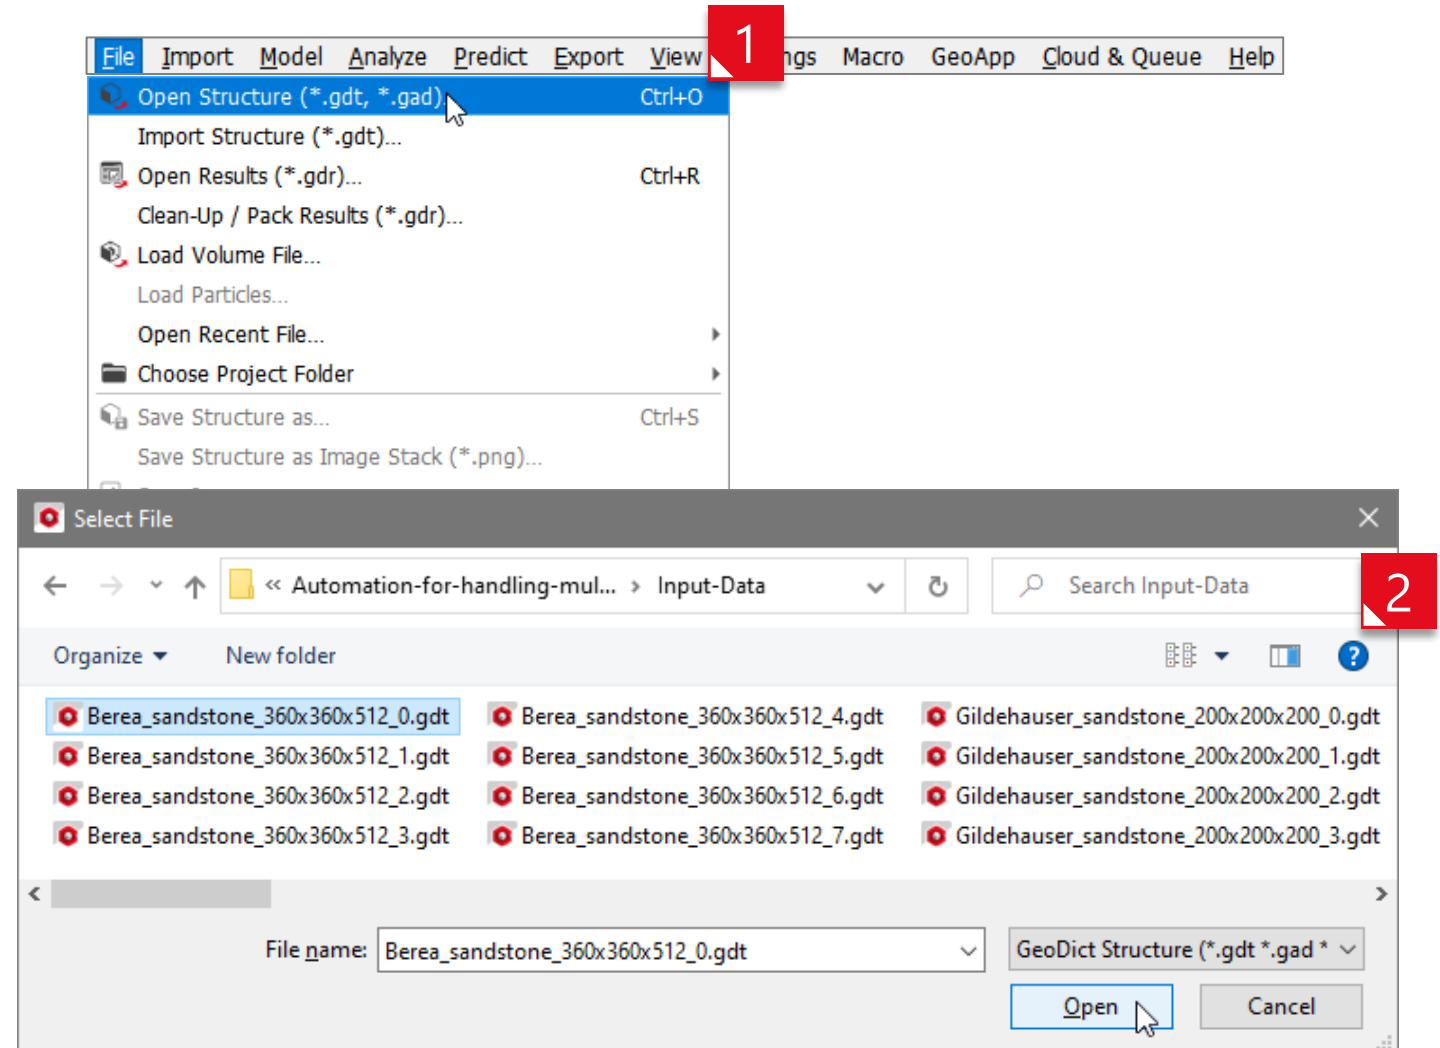 1
File Import Model Analyze Predict Export View ngs Macro GeoApp Cloud & Queue Help
Open Structure (*.gdt, *.gad) Ctrl+O
Import Structure (*.gdt)...
Open Results (*.gdr)... Ctrl+R
Clean-Up / Pack Results (*.gdr)...
Load Volume File...
Load Particles...
Open Recent File...
Choose Project Folder
Save Structure as... Ctrl+S
Save Structure as Image Stack (*.png)...
Select File
2
« Automation-for-handling-mul... › Input-Data Search Input-Data
Organize New folder ?
Berea_sandstone_360x360x512_0.gdt Berea_sandstone_360x360x512_4.gdt Gildehauser_sandstone_200x200x200_0.gdt
Berea_sandstone_360x360x512_1.gdt Berea_sandstone_360x360x512_5.gdt Gildehauser_sandstone_200x200x200_1.gdt
Berea_sandstone_360x360x512_2.gdt Berea_sandstone_360x360x512_6.gdt Gildehauser_sandstone_200x200x200_2.gdt
Berea_sandstone_360x360x512_3.gdt Berea_sandstone_360x360x512_7.gdt Gildehauser_sandstone_200x200x200_3.gdt
File name: Berea_sandstone_360x360x512_0.gdt GeoDict Structure (*.gdt *.gad *
Open Cancel